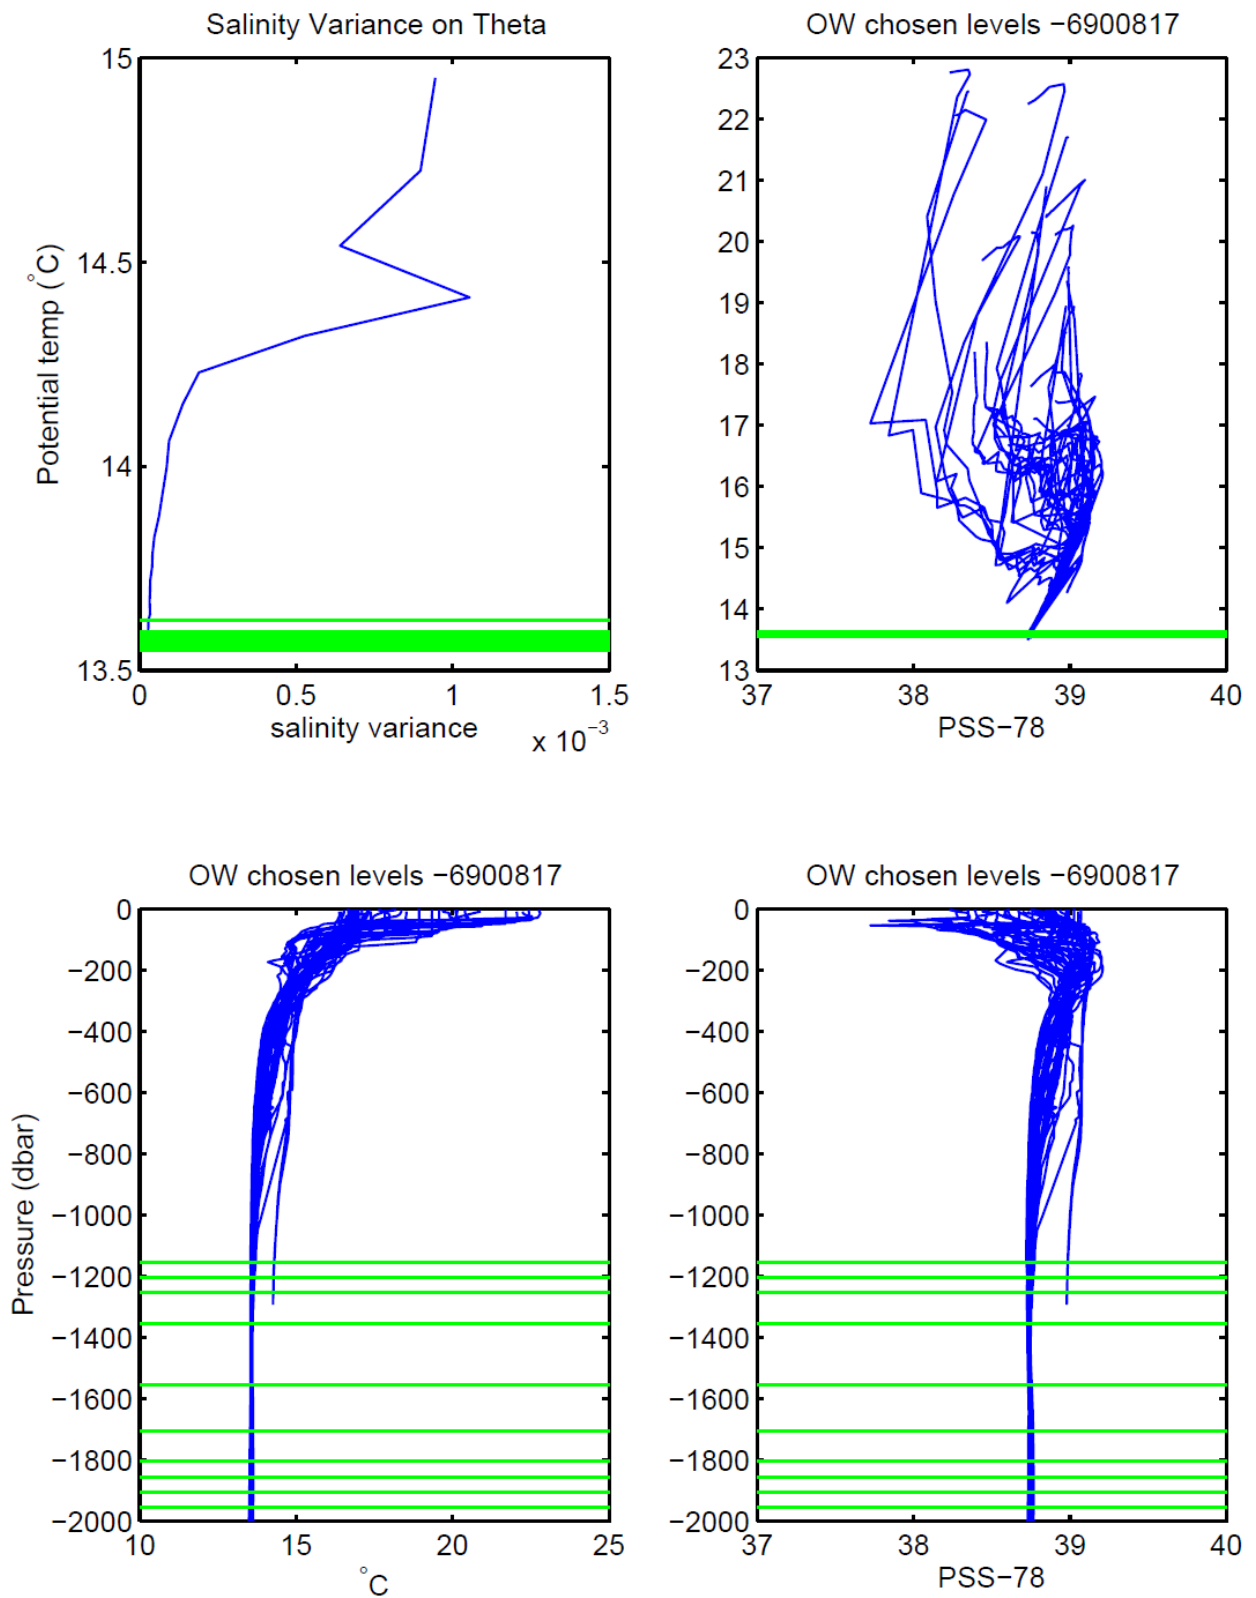 Salinity Variance on Theta
15
14.5
14
13.5
Potential temp (°C)
0 0.5 1 1.5
salinity variance
x 10−3
OW chosen levels −6900817
23
22
21
20
19
18
17
16
15
14
13
37 38 39 40
PSS−78
OW chosen levels −6900817
0
−200
−400
−600
−800
−1000
−1200
−1400
−1600
−1800
−2000
Pressure (dbar)
10 15 20 25
°C
OW chosen levels −6900817
0
−200
−400
−600
−800
−1000
−1200
−1400
−1600
−1800
−2000
37 38 39 40
PSS−78